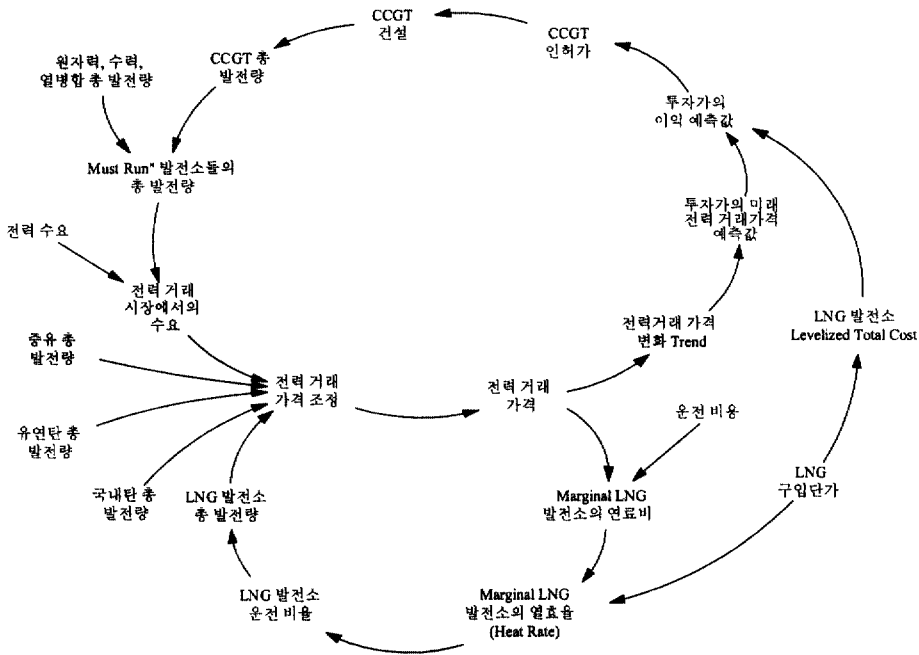 CCGT
건설
CCGT
인허가
CCGT 총
발전량
원자력, 수력,
열병합 총 발전량
투자가의
이익 예측값
Must Run" 발전소들의
총 발전량
투자가의 미래
전력 거래가격
예측값
전력 수요
전력 거래
시장에서의
수요
LNG 발전소
Levelized Total Cost
전력거래 가격
변화 Trend
중유 총
발전량
전력 거래
가격 조정
전력 거래
가격
운전 비용
유연탄 총
발전량
국내탄 총
발전량
LNG 발전소
총 발전량
Marginal LNG
발전소의 연료비
LNG
구입단가
LNG 발전소
운전 비율
Marginal LNG
발전소의 열효율
(Heat Rate)